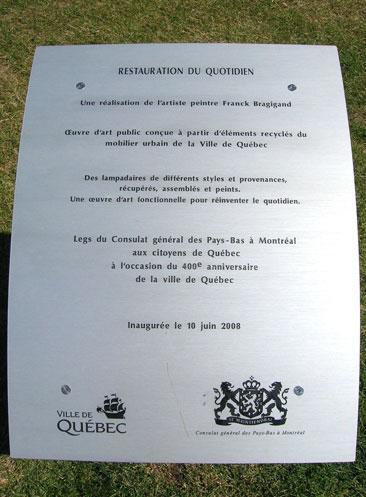 RESTAURATION DU QUOTIDIEN
Une réalisation de l'artiste peintre Franck Bragigand
Œuvre d'art public conçue à partir d'éléments recyclés du
mobilier urbain de la Ville de Québec
Des lampadaires de différents styles et provenances,
récupérés, assemblés et peints.
Une œuvre d'art fonctionnelle pour réinventer le quotidien.
Legs du Consulat général des Pays-Bas à Montréal
aux citoyens de Québec
à l'occasion du 400e anniversaire
de la ville de Québec
Inaugurée le 10 juin 2008
VILLE DE
QUÉBEC
JE MAINTIENDRAI
Consulat général des Pays-Bas à Montréal